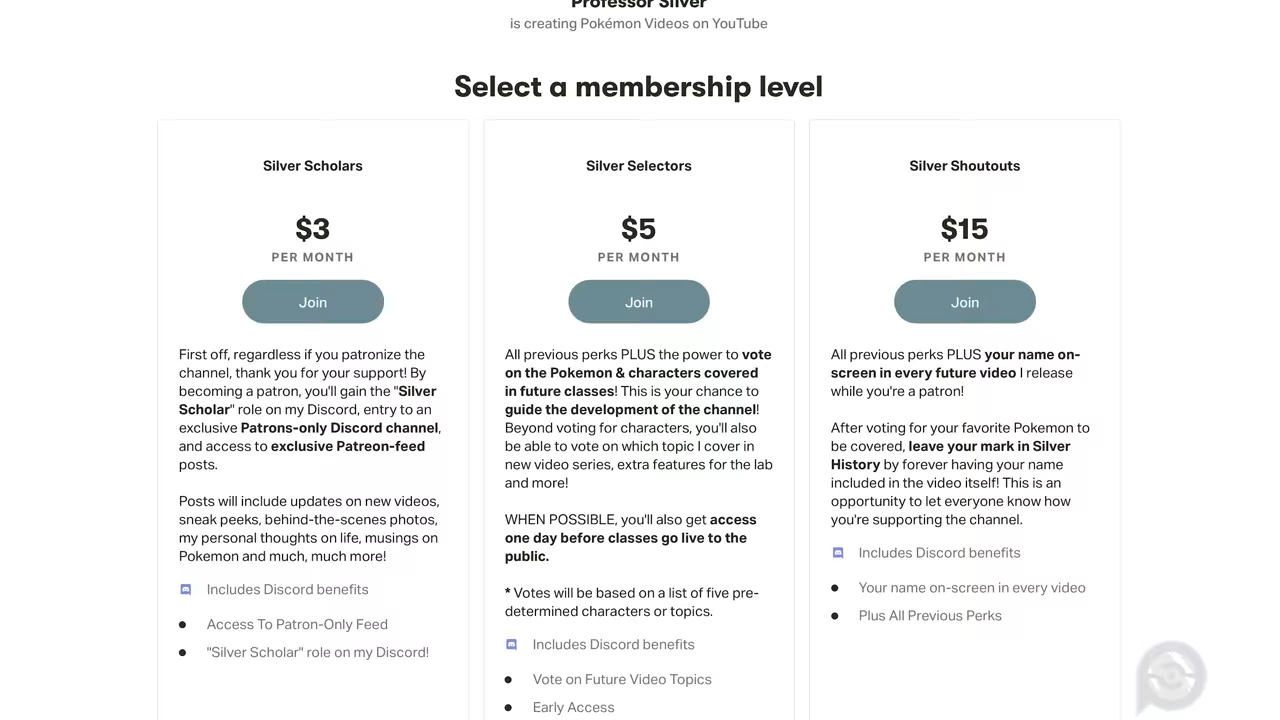 Professor Silver
is creating Pokémon Videos on YouTube
Select a membership level
Silver Scholars
$3
PER MONTH
Join
First off, regardless if you patronize the
channel, thank you for your support! By
becoming a patron, you'll gain the "Silver
Scholar" role on my Discord, entry to an
exclusive Patrons-only Discord channel,
and access to exclusive Patreon-feed
posts.
Posts will include updates on new videos,
sneak peeks, behind-the-scenes photos,
my personal thoughts on life, musings on
Pokemon and much, much more!
Includes Discord benefits
● Access To Patron-Only Feed
● "Silver Scholar" role on my Discord!
Silver Selectors
$5
PER MONTH
Join
All previous perks PLUS the power to vote
on the Pokemon & characters covered
in future classes! This is your chance to
guide the development of the channel!
Beyond voting for characters, you'll also
be able to vote on which topic I cover in
new video series, extra features for the lab
and more!
WHEN POSSIBLE, you'll also get access
one day before classes go live to the
public.
* Votes will be based on a list of five pre-
determined characters or topics.
Includes Discord benefits
● Vote on Future Video Topics
● Early Access
Silver Shoutouts
$15
PER MONTH
Join
All previous perks PLUS your name on-
screen in every future video I release
while you're a patron!
After voting for your favorite Pokemon to
be covered, leave your mark in Silver
History by forever having your name
included in the video itself! This is an
opportunity to let everyone know how
you're supporting the channel.
Includes Discord benefits
● Your name on-screen in every video
● Plus All Previous Perks